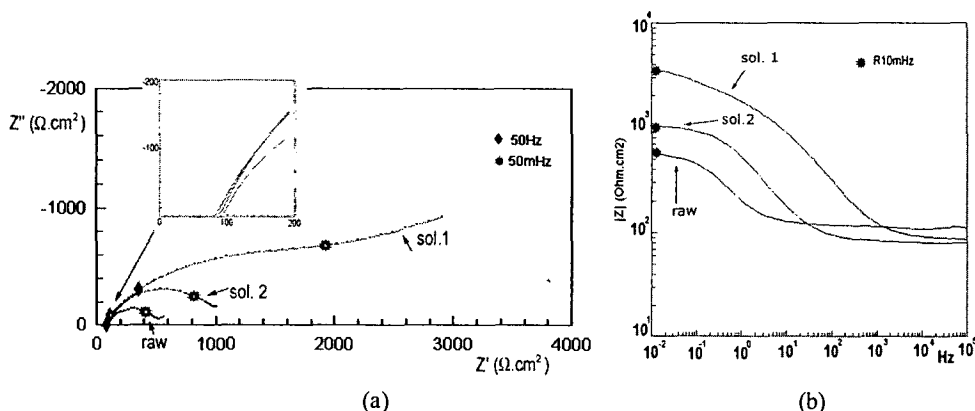 -2000
Z'' (Ω.cm²)
-1000
0
-200
-100
0
100
200
50Hz
50mHz
sol.1
sol. 2
raw
0
1000
2000
3000
4000
Z' (Ω.cm²)
(a)
10⁴
10³
10²
10¹
|Z| (Ohm.cm2)
sol. 1
R10mHz
sol.2
raw
10⁻²
10⁻¹
10⁰
10¹
10²
10³
10⁴
10⁵
Hz
(b)